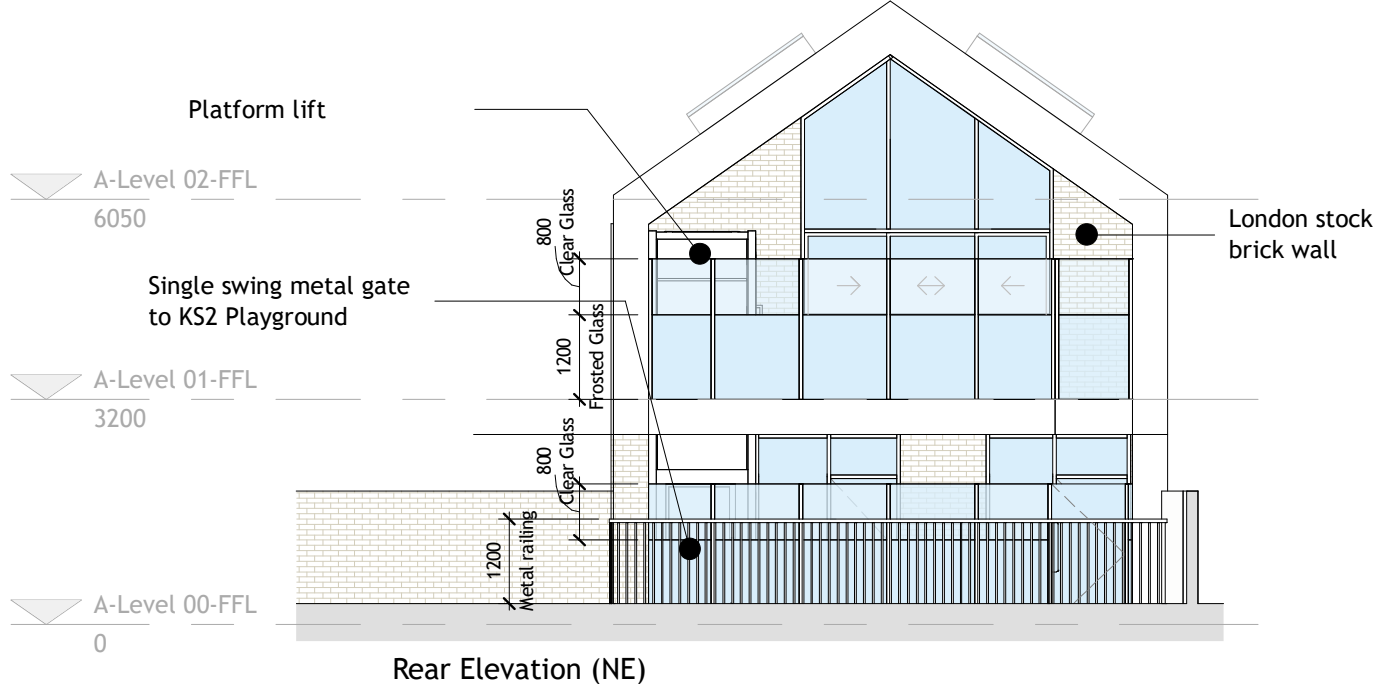 Platform lift
A-Level 02-FFL
6050
800
Clear Glass
London stock
brick wall
Single swing metal gate
to KS2 Playground
1200
Frosted Glass
A-Level 01-FFL
3200
800
Clear Glass
1200
Metal railing
A-Level 00-FFL
0
Rear Elevation (NE)